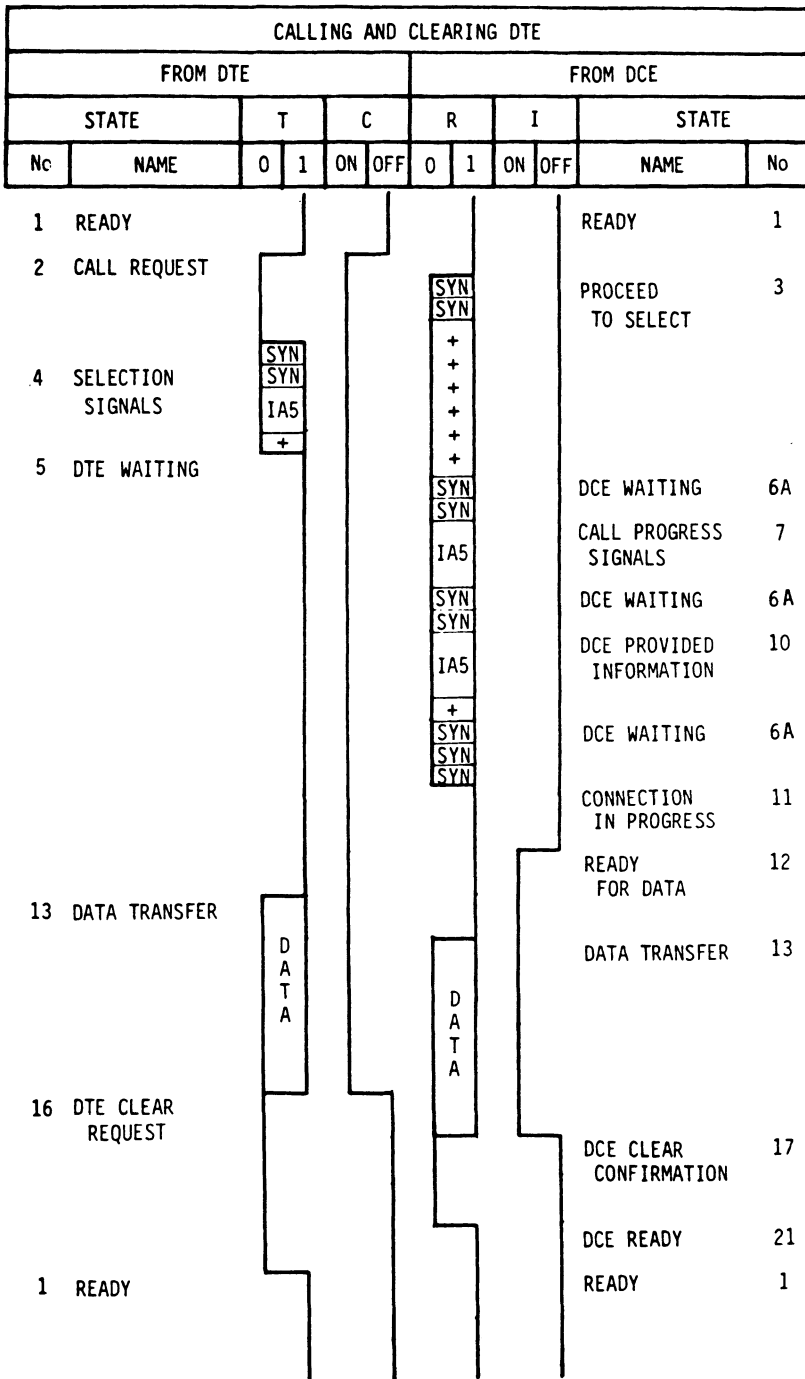 CALLING AND CLEARING DTE
FROM DTE FROM DCE
STATE T C R I STATE
No NAME 0 1 ON OFF 0 1 ON OFF NAME No
1 READY READY 1
2 CALL REQUEST
SYN PROCEED 3
SYN TO SELECT
+
SYN
+
4 SELECTION SYN
+
SIGNALS IA5
+
+
+
5 DTE WAITING
+
SYN DCE WAITING 6A
SYN
CALL PROGRESS 7
IA5 SIGNALS
SYN DCE WAITING 6A
SYN
DCE PROVIDED 10
IA5 INFORMATION
+
SYN DCE WAITING 6A
SYN
SYN
CONNECTION 11
IN PROGRESS
READY 12
FOR DATA
13 DATA TRANSFER
DATA DATA TRANSFER 13
DATA
16 DTE CLEAR
REQUEST
DCE CLEAR 17
CONFIRMATION
DCE READY 21
1 READY READY 1